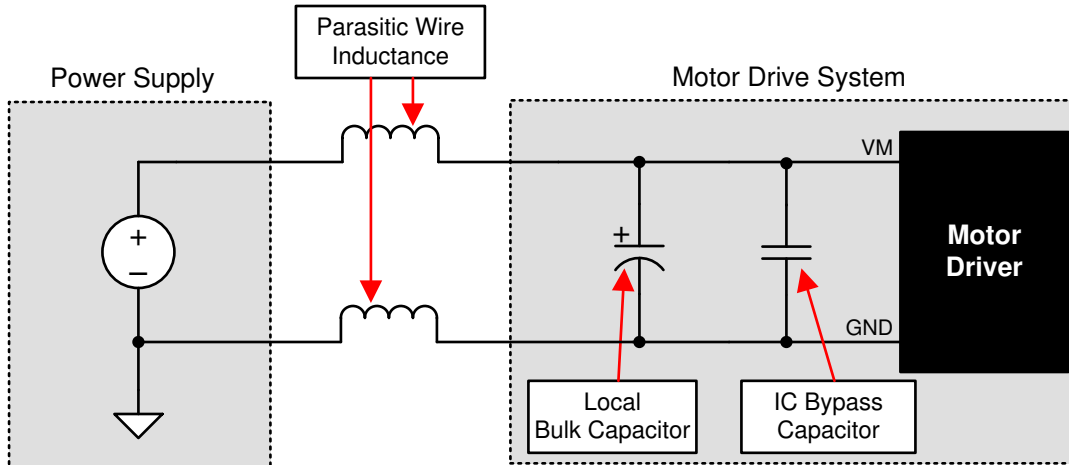 Parasitic Wire
Inductance
Power Supply
Motor Drive System
VM
+
−
+
Motor
Driver
GND
Local
Bulk Capacitor
IC Bypass
Capacitor